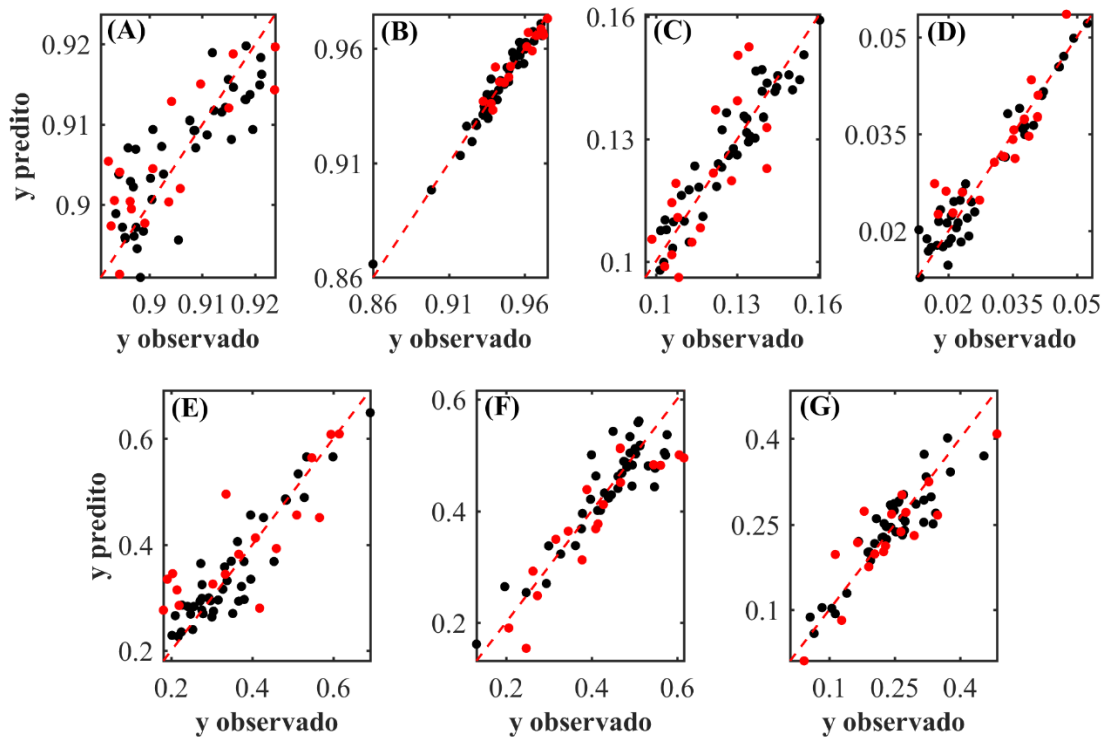 (A)
0.92
0.91
0.9
y predito
0.9 0.91 0.92
y observado
(B)
0.96
0.91
0.86
0.86 0.91 0.96
y observado
(C)
0.16
0.13
0.1
0.1 0.13 0.16
y observado
(D)
0.05
0.035
0.02
0.02 0.035 0.05
y observado
(E)
0.6
0.4
0.2
y predito
0.2 0.4 0.6
y observado
(F)
0.6
0.4
0.2
0.2 0.4 0.6
y observado
(G)
0.4
0.25
0.1
0.1 0.25 0.4
y observado